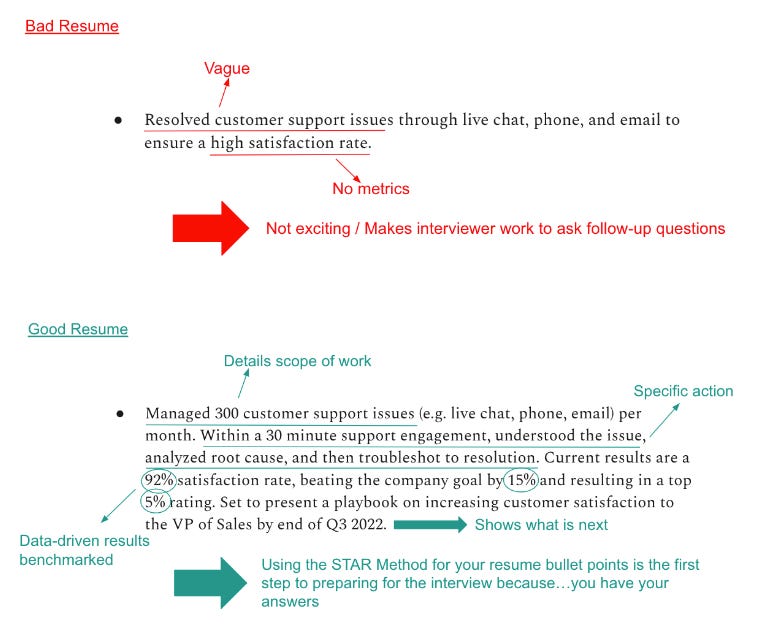 Bad Resume
Vague
● Resolved customer support issues through live chat, phone, and email to
ensure a high satisfaction rate.
No metrics
Not exciting / Makes interviewer work to ask follow-up questions
Good Resume
Details scope of work
Specific action
● Managed 300 customer support issues (e.g. live chat, phone, email) per
month. Within a 30 minute support engagement, understood the issue,
analyzed root cause, and then troubleshot to resolution. Current results are a
92% satisfaction rate, beating the company goal by 15% and resulting in a top
5% rating. Set to present a playbook on increasing customer satisfaction to
the VP of Sales by end of Q3 2022.
Shows what is next
Data-driven results
benchmarked
Using the STAR Method for your resume bullet points is the first
step to preparing for the interview because…you have your
answers